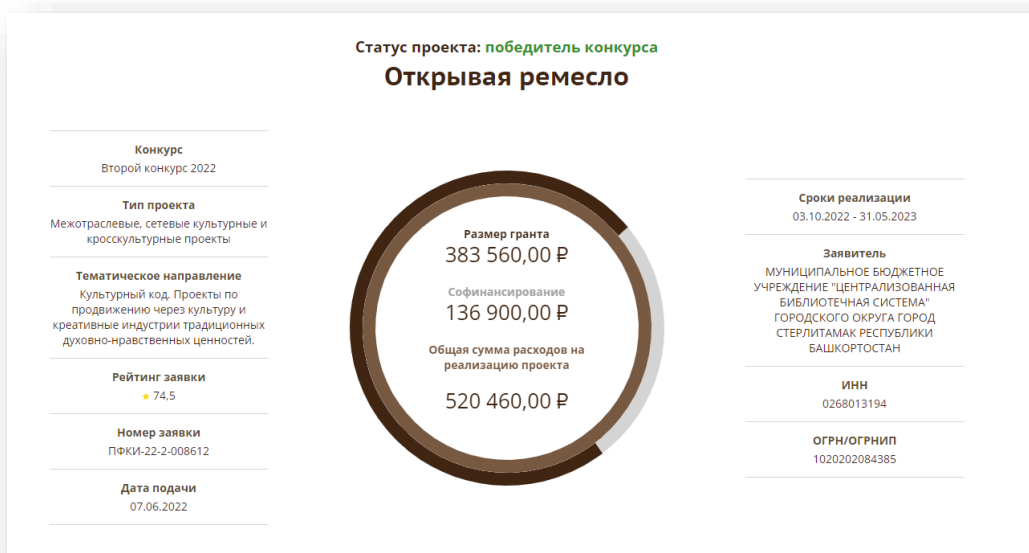 Статус проекта: победитель конкурса
Открывая ремесло
Конкурс
Второй конкурс 2022
Тип проекта
Межотраслевые, сетевые культурные и
кросскультурные проекты
Тематическое направление
Культурный код. Проекты по
продвижению через культуру и
креативные индустрии традиционных
духовно-нравственных ценностей.
Рейтинг заявки
★ 74,5
Номер заявки
ПФКИ-22-2-008612
Дата подачи
07.06.2022
Размер гранта
383 560,00 ₽
Софинансирование
136 900,00 ₽
Общая сумма расходов на
реализацию проекта
520 460,00 ₽
Сроки реализации
03.10.2022 - 31.05.2023
Заявитель
МУНИЦИПАЛЬНОЕ БЮДЖЕТНОЕ
УЧРЕЖДЕНИЕ "ЦЕНТРАЛИЗОВАННАЯ
БИБЛИОТЕЧНАЯ СИСТЕМА"
ГОРОДСКОГО ОКРУГА ГОРОД
СТЕРЛИТАМАК РЕСПУБЛИКИ
БАШКОРТОСТАН
ИНН
0268013194
ОГРН/ОГРНИП
1020202084385